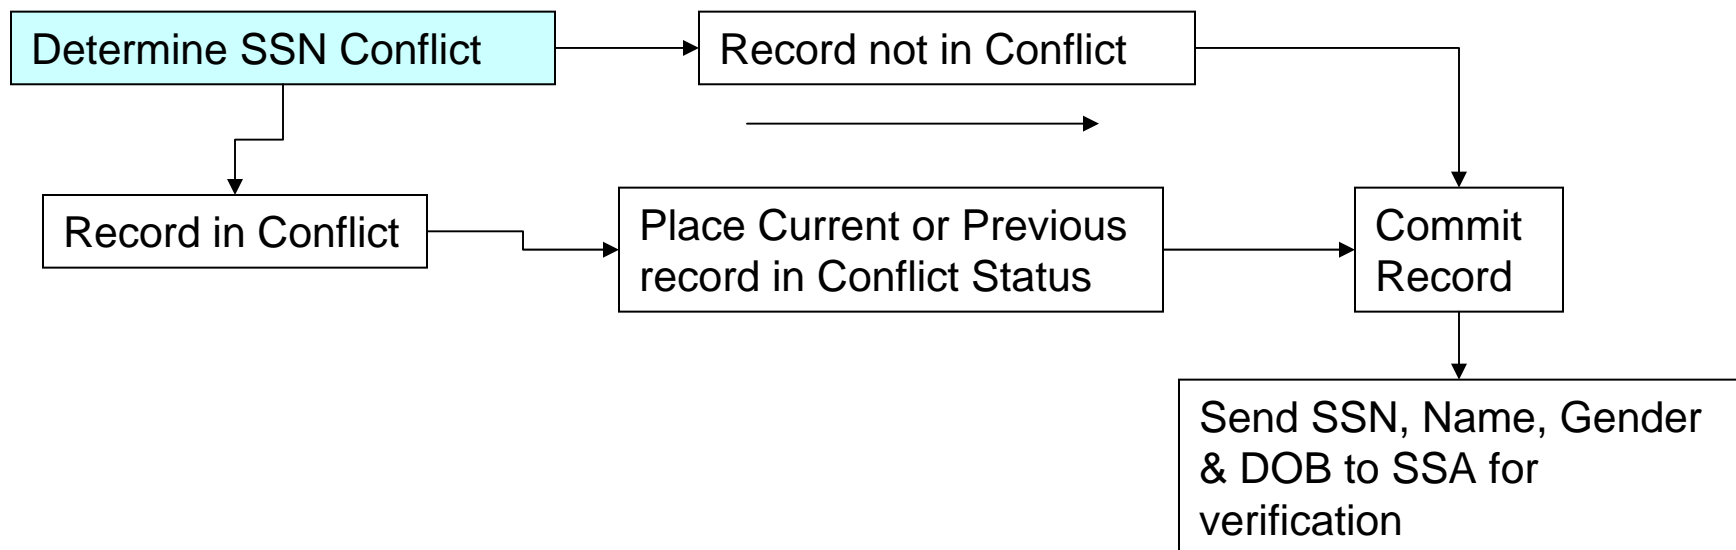 Determine SSN Conflict
Record not in Conflict
Record in Conflict
Place Current or Previous
record in Conflict Status
Commit
Record
Send SSN, Name, Gender
& DOB to SSA for
verification